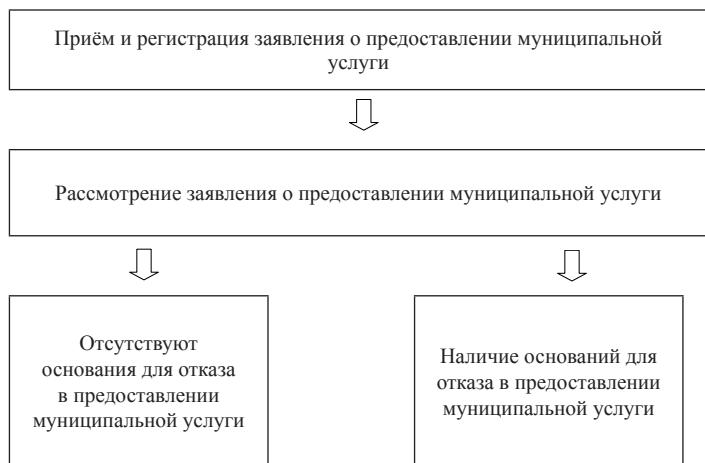 Приём и регистрация заявления о предоставлении муниципальной
услуги
Рассмотрение заявления о предоставлении муниципальной услуги
Отсутствуют
основания для отказа
в предоставлении
муниципальной услуги
Наличие оснований для
отказа в предоставлении
муниципальной услуги